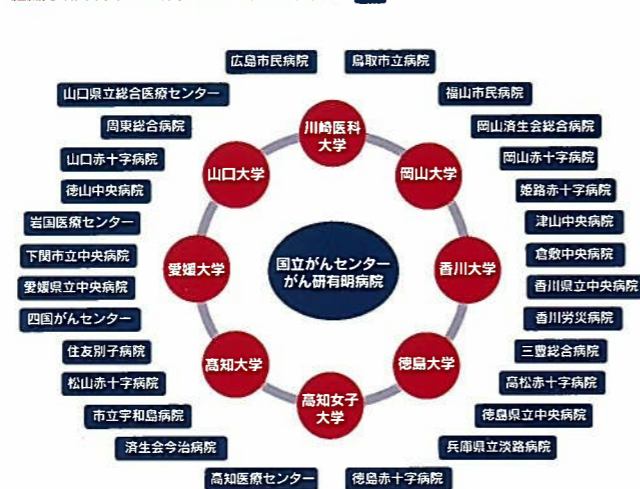 広島市民病院
鳥取市立病院
山口県立総合医療センター
福山市民病院
周東総合病院
川崎医科
大学
岡山済生会総合病院
山口赤十字病院
山口大学
岡山大学
岡山赤十字病院
徳山中央病院
姫路赤十字病院
岩国医療センター
津山中央病院
下関市立中央病院
愛媛大学
国立がんセンター
がん研有明病院
香川大学
倉敷中央病院
愛媛県立中央病院
香川県立中央病院
四国がんセンター
香川労災病院
住友別子病院
高知大学
徳島大学
三豊総合病院
松山赤十字病院
高松赤十字病院
市立宇和島病院
高知女子
大学
徳島県立中央病院
済生会今治病院
兵庫県立淡路病院
高知医療センター
徳島赤十字病院